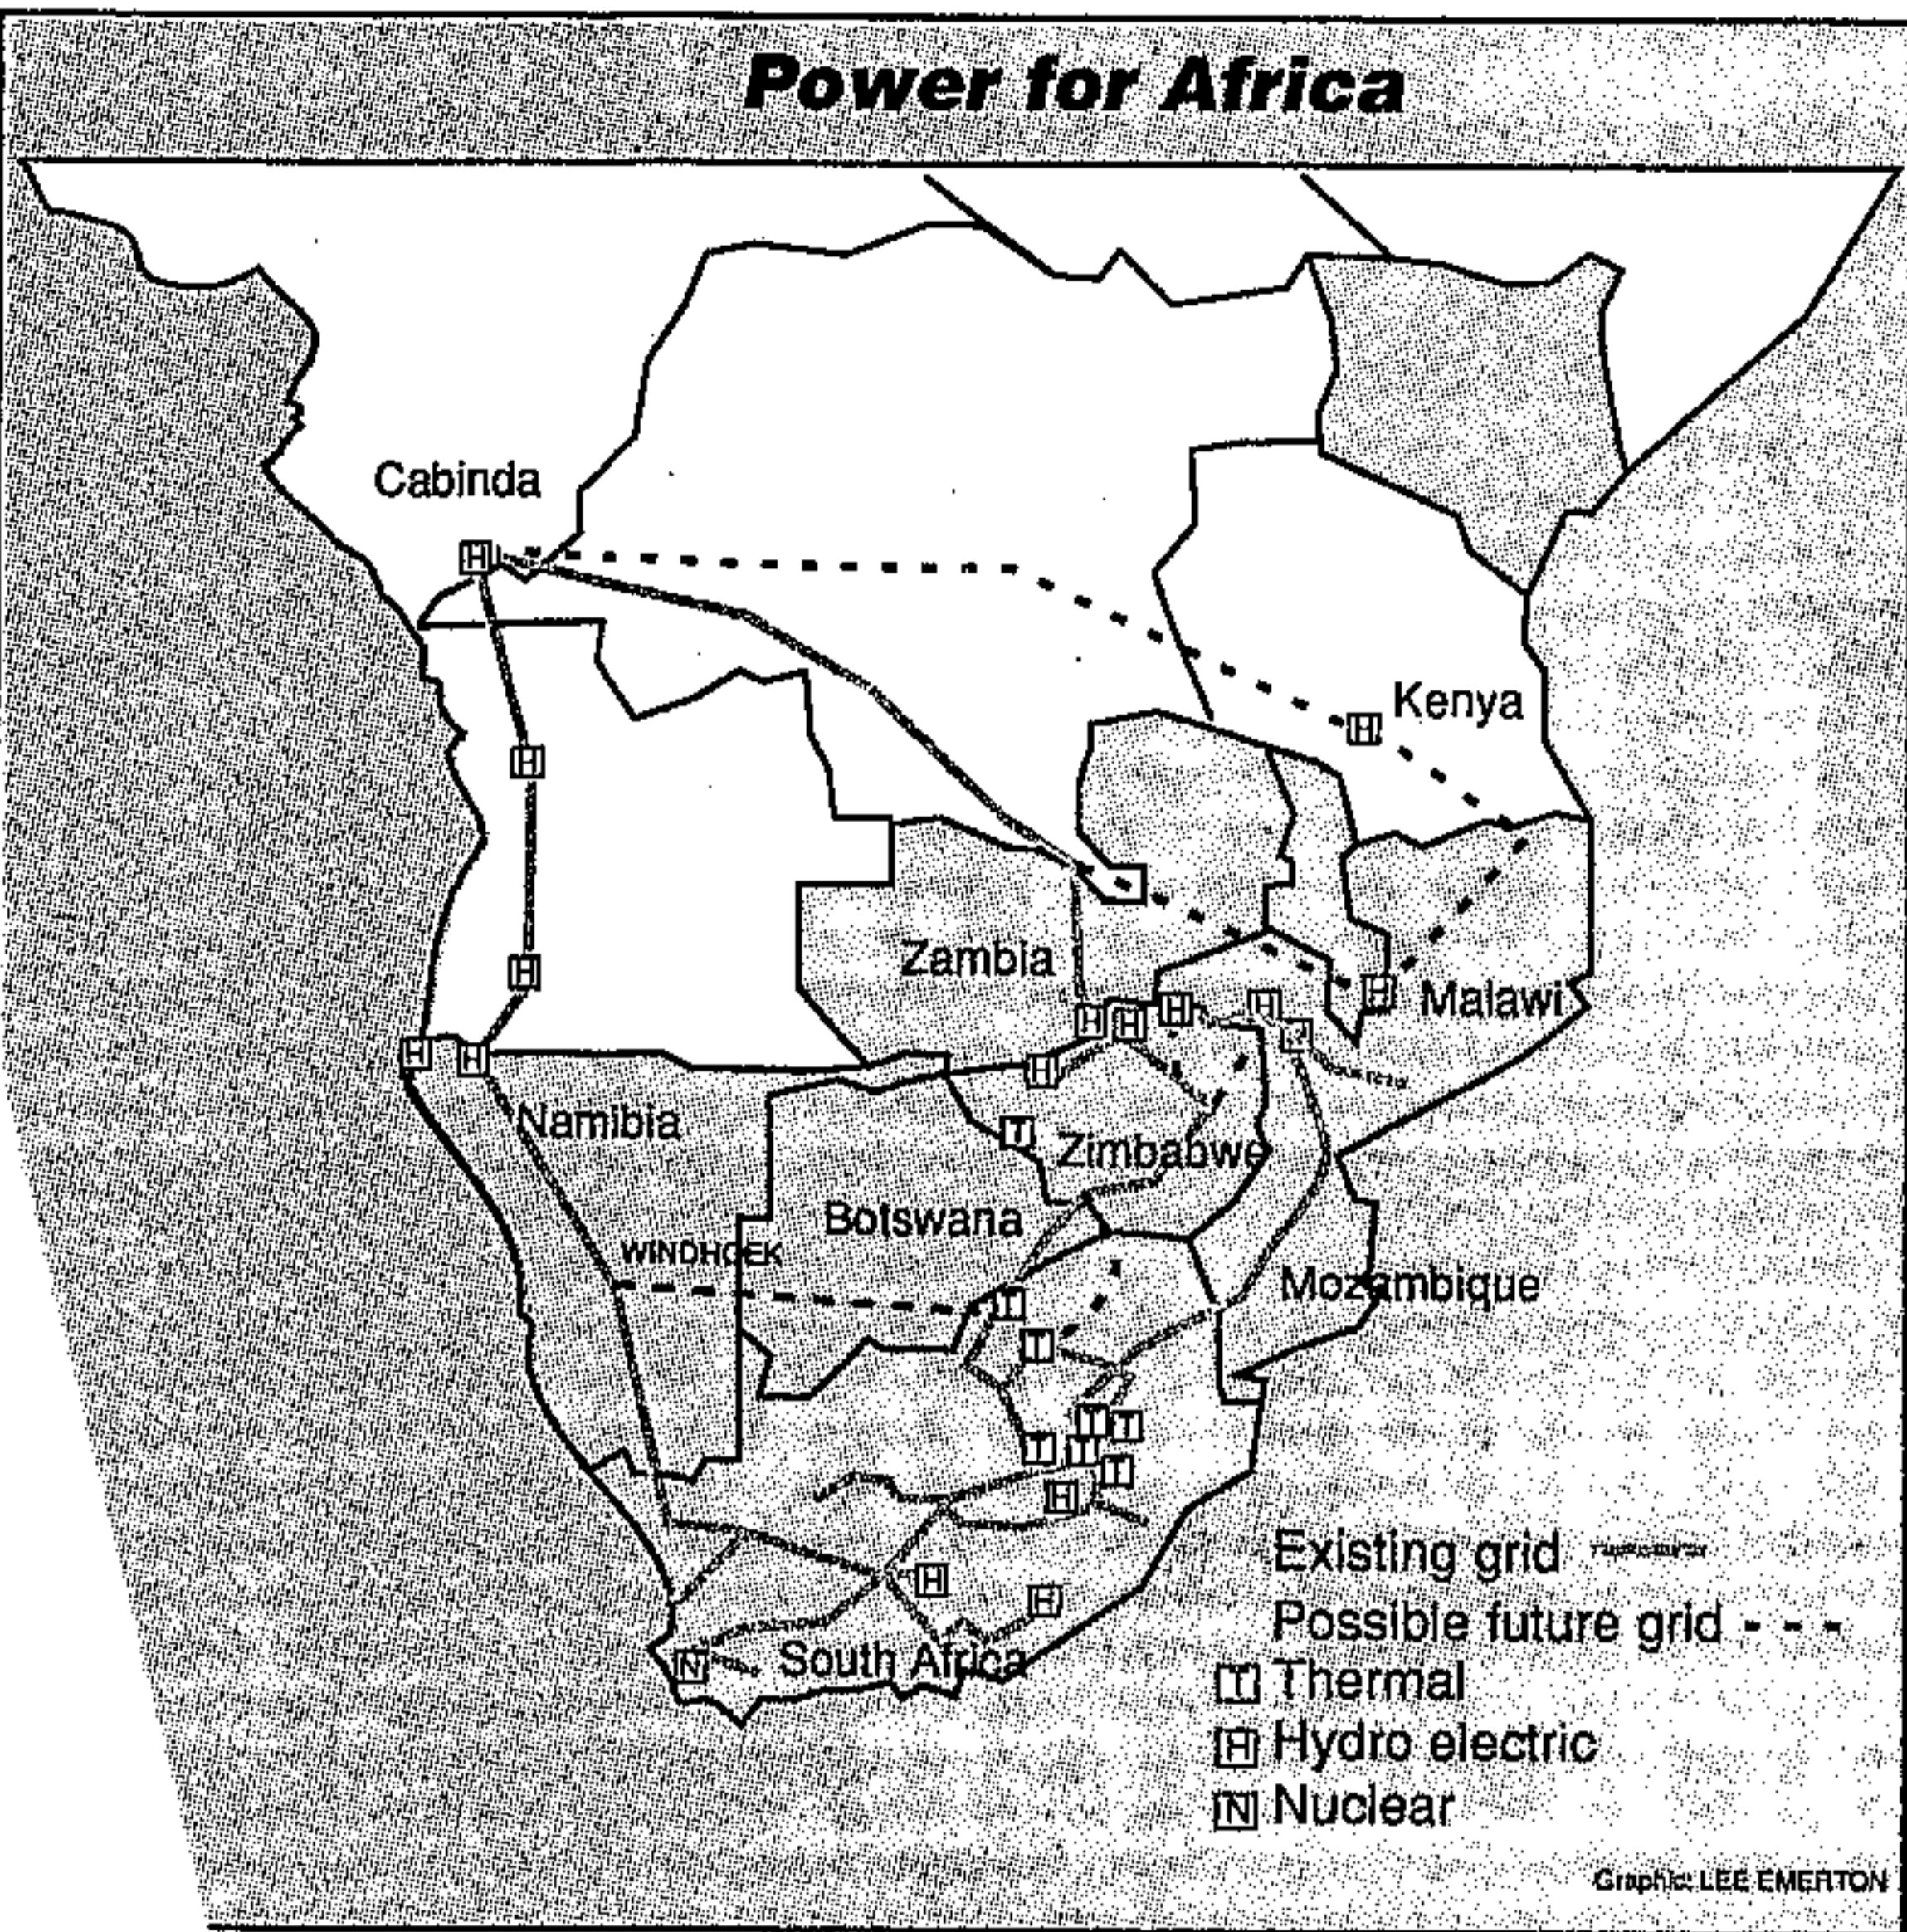 Power for Africa
Cabinda
H
H
Kenya
H
H
Zambia
H
Malawi
H
H
H
H
H
H
H
H
Namibia
T
Zimbabwe
Botswana
WINDHOEK
Mozambique
T
T
T
T
T
T
T
H
Existing grid
Possible future grid
H
H
N
South Africa
T Thermal
H Hydro electric
N Nuclear
Graphic: LEE EMERTON